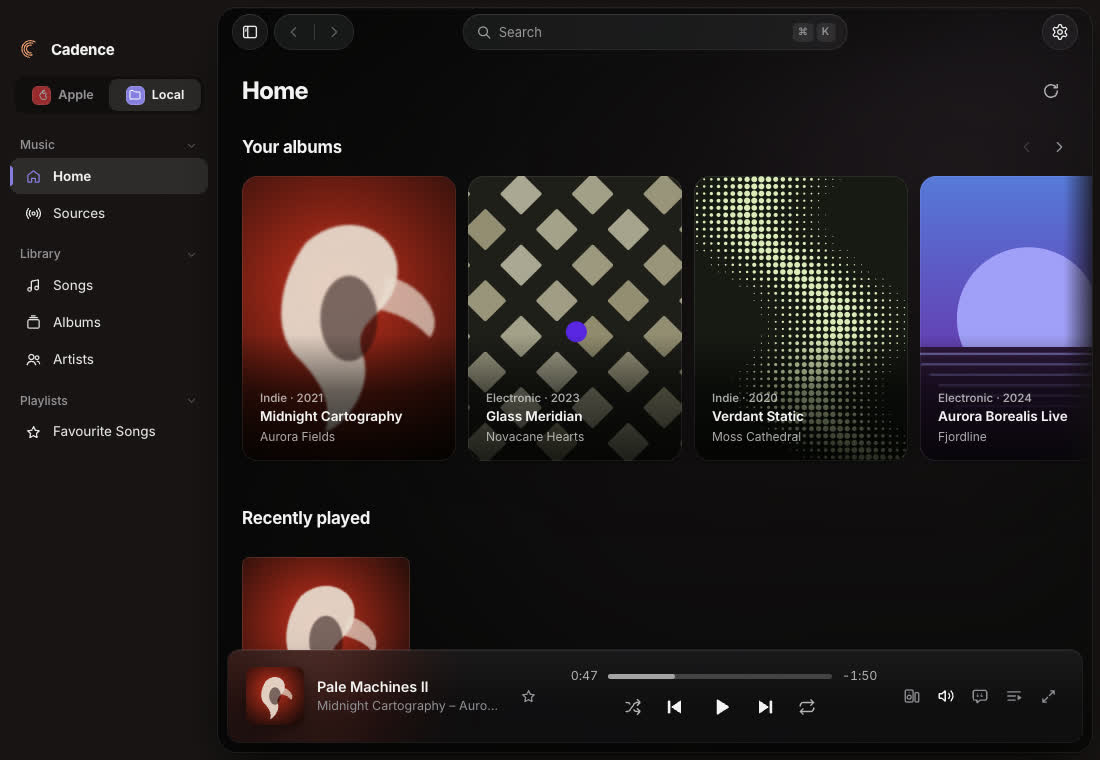 Cadence
Apple
Local
Music
Home
Sources
Library
Songs
Albums
Artists
Playlists
Favourite Songs
Search
⌘ K
Home
Your albums
Indie · 2021
Midnight Cartography
Aurora Fields
Electronic · 2023
Glass Meridian
Novacane Hearts
Indie · 2020
Verdant Static
Moss Cathedral
Electronic · 2024
Aurora Borealis Live
Fjordline
Recently played
Pale Machines II
Midnight Cartography – Auro...
0:47
-1:50